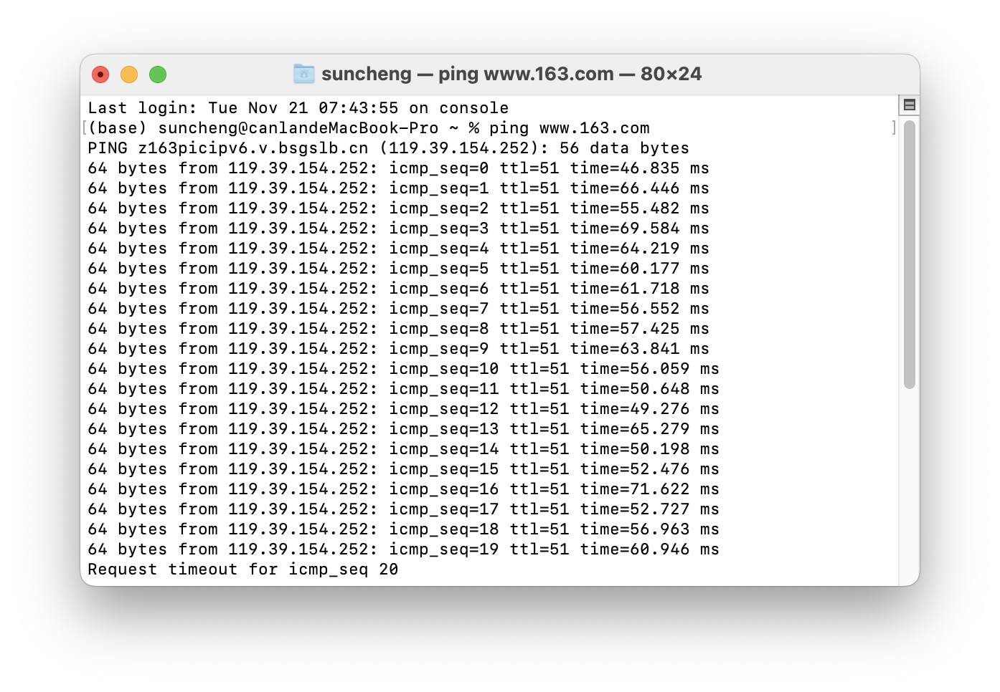 suncheng — ping www.163.com — 80×24
Last login: Tue Nov 21 07:43:55 on console
[(base) suncheng@canlandeMacBook-Pro ~ % ping www.163.com ]
PING z163picipv6.v.bsgslb.cn (119.39.154.252): 56 data bytes
64 bytes from 119.39.154.252: icmp_seq=0 ttl=51 time=46.835 ms
64 bytes from 119.39.154.252: icmp_seq=1 ttl=51 time=66.446 ms
64 bytes from 119.39.154.252: icmp_seq=2 ttl=51 time=55.482 ms
64 bytes from 119.39.154.252: icmp_seq=3 ttl=51 time=69.584 ms
64 bytes from 119.39.154.252: icmp_seq=4 ttl=51 time=64.219 ms
64 bytes from 119.39.154.252: icmp_seq=5 ttl=51 time=60.177 ms
64 bytes from 119.39.154.252: icmp_seq=6 ttl=51 time=61.718 ms
64 bytes from 119.39.154.252: icmp_seq=7 ttl=51 time=56.552 ms
64 bytes from 119.39.154.252: icmp_seq=8 ttl=51 time=57.425 ms
64 bytes from 119.39.154.252: icmp_seq=9 ttl=51 time=63.841 ms
64 bytes from 119.39.154.252: icmp_seq=10 ttl=51 time=56.059 ms
64 bytes from 119.39.154.252: icmp_seq=11 ttl=51 time=50.648 ms
64 bytes from 119.39.154.252: icmp_seq=12 ttl=51 time=49.276 ms
64 bytes from 119.39.154.252: icmp_seq=13 ttl=51 time=65.279 ms
64 bytes from 119.39.154.252: icmp_seq=14 ttl=51 time=50.198 ms
64 bytes from 119.39.154.252: icmp_seq=15 ttl=51 time=52.476 ms
64 bytes from 119.39.154.252: icmp_seq=16 ttl=51 time=71.622 ms
64 bytes from 119.39.154.252: icmp_seq=17 ttl=51 time=52.727 ms
64 bytes from 119.39.154.252: icmp_seq=18 ttl=51 time=56.963 ms
64 bytes from 119.39.154.252: icmp_seq=19 ttl=51 time=60.946 ms
Request timeout for icmp_seq 20